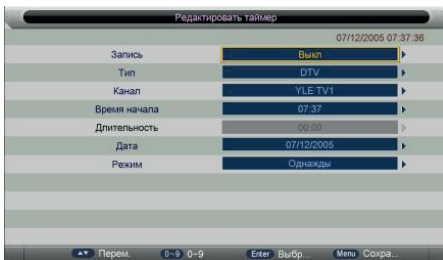 Редактировать таймер
07/12/2005 07:37:36
Запись Выкл
Тип DTV
Канал YLE TV1
Время начала 07:37
Длительность 00:00
Дата 07/12/2005
Режим Однажды
Перем. 0~9 0~9 Enter Выбр... Menu Сохра...